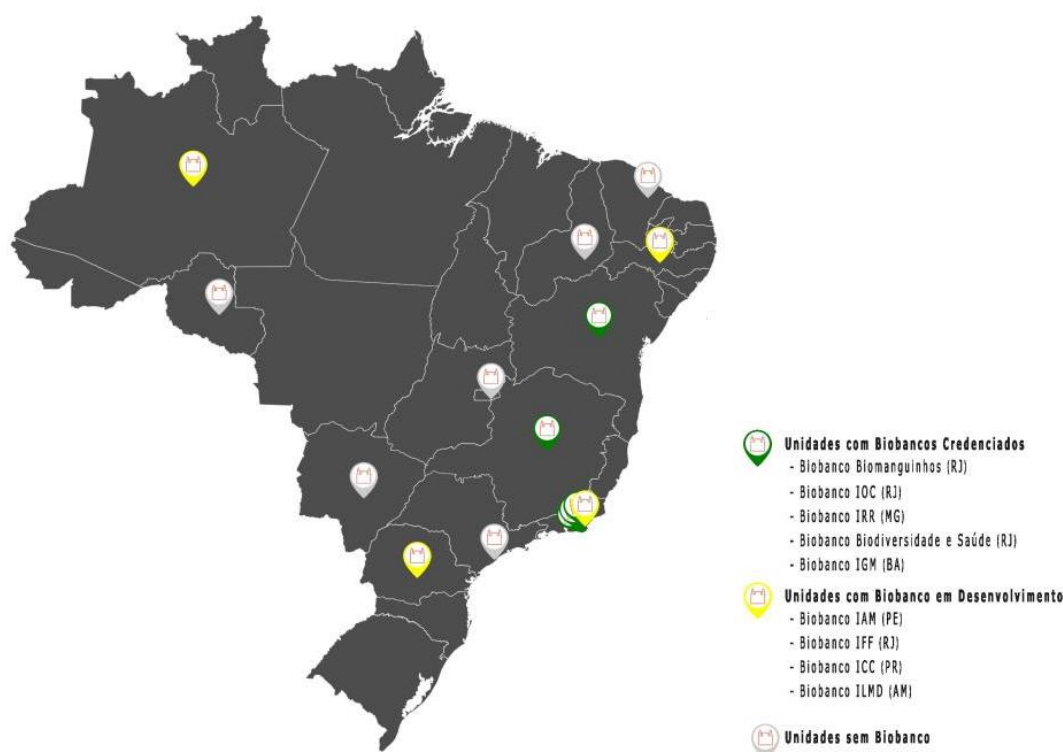 Unidades com Biobancos Credenciados
- Biobanco Biomanguinhos (RJ)
- Biobanco IOC (RJ)
- Biobanco IRR (MG)
- Biobanco Biodiversidade e Saúde (RJ)
- Biobanco IGM (BA)
Unidades com Biobanco em Desenvolvimento
- Biobanco IAM (PE)
- Biobanco IFF (RJ)
- Biobanco ICC (PR)
- Biobanco ILMD (AM)
Unidades sem Biobanco